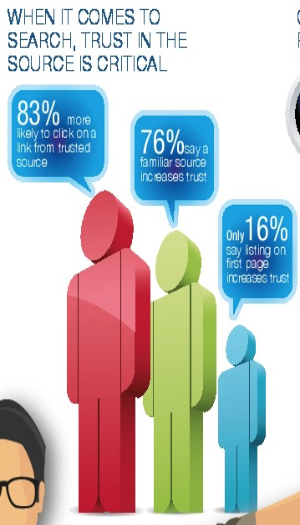 WHEN IT COMES TO
SEARCH, TRUST IN THE
SOURCE IS CRITICAL
83% more
likely to click on a
link from trusted
source
76% say a
familiar source
increases trust
Only 16%
say listing on
first page
increases trust